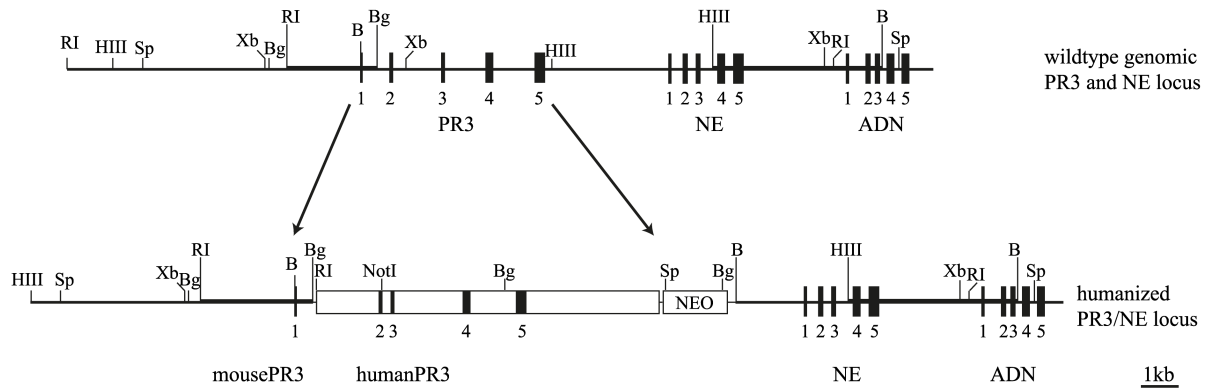 RI HIII Sp Xb Bg RI B Bg Xb HIII HIII Xb RI B Sp
wildtype genomic
PR3 and NE locus
1 2 3 4 5 1 2 3 4 5 1 2 3 4 5
PR3 NE ADN
HIII Sp Xb Bg RI B Bg RI NotI Bg Sp Bg B HIII Xb RI B Sp
NEO
humanized
PR3/NE locus
1 2 3 4 5 1 2 3 4 5 1 2 3 4 5
mousePR3 humanPR3 NE ADN 1kb